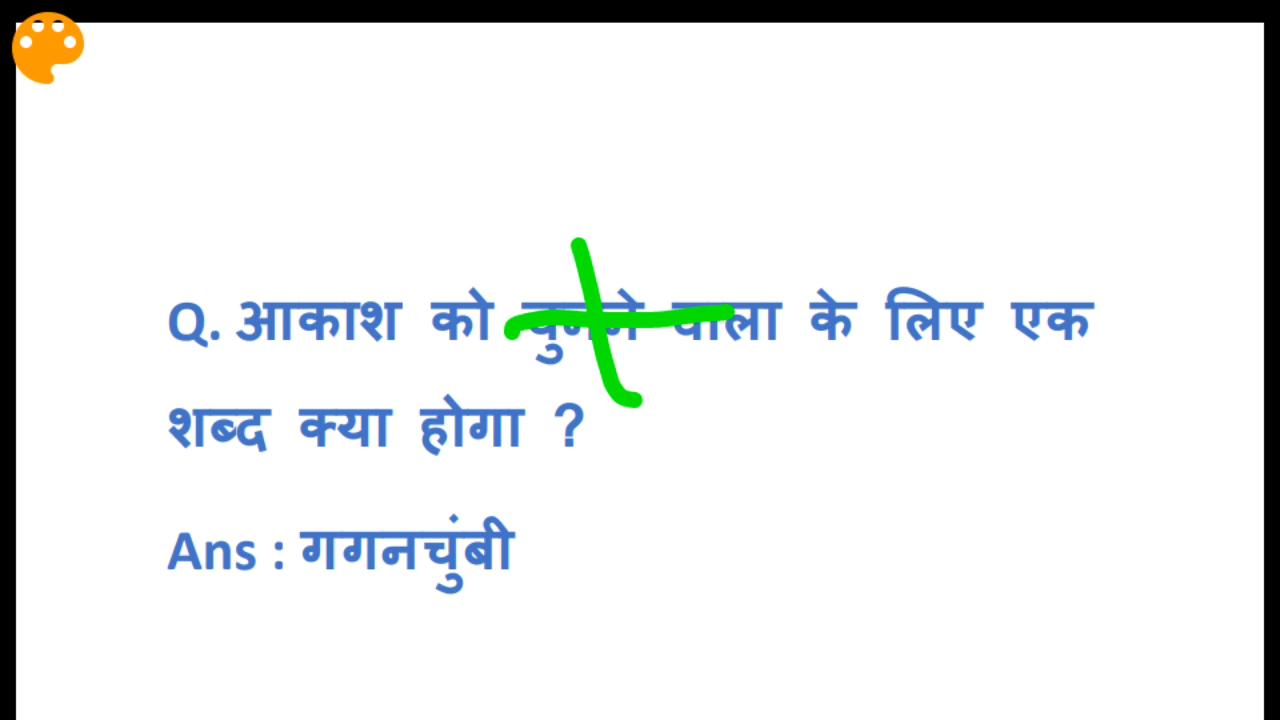 Q. आकाश को वाला के लिए एक
शब्द क्या होगा ?
Ans : गगनचुंबी